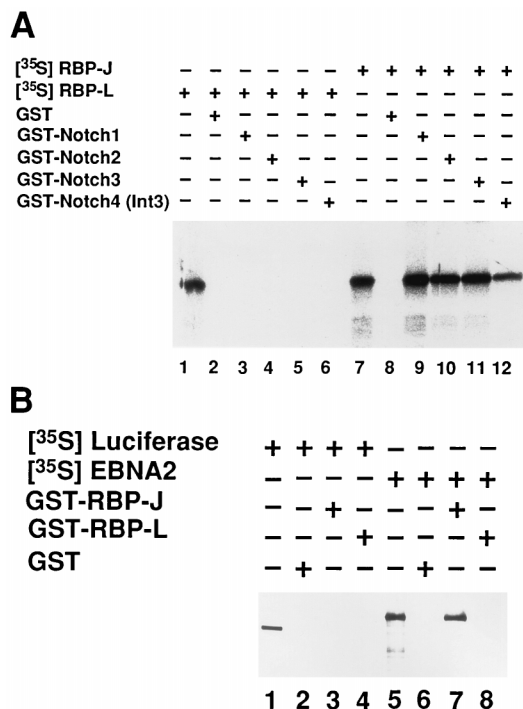 A
[³⁵S] RBP-J − − − − − − + + + + + +
[³⁵S] RBP-L + + + + + + − − − − − −
GST − + − − − − − + − − − −
GST-Notch1 − − + − − − − − + − − −
GST-Notch2 − − − + − − − − − + − −
GST-Notch3 − − − − + − − − − − + −
GST-Notch4 (Int3) − − − − − + − − − − − +
1 2 3 4 5 6 7 8 9 10 11 12
B
[³⁵S] Luciferase + + + + − − − −
[³⁵S] EBNA2 − − − − + + + +
GST-RBP-J − − + − − − + −
GST-RBP-L − − − + − − − +
GST − + − − − + − −
1 2 3 4 5 6 7 8